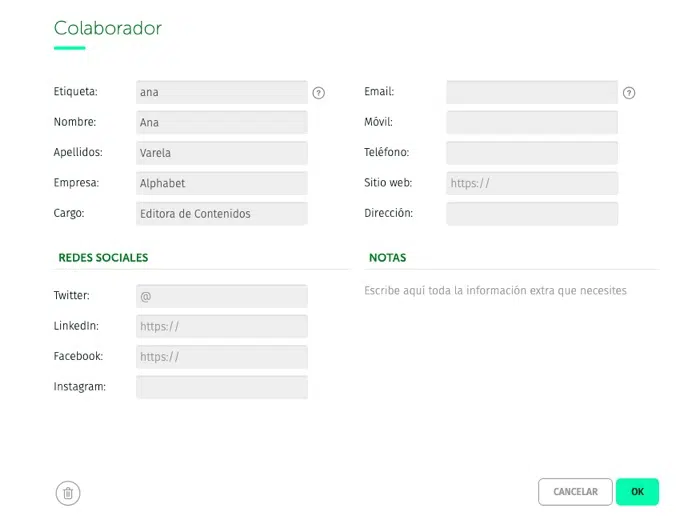 Colaborador
Etiqueta: ana ?
Nombre: Ana
Apellidos: Varela
Empresa: Alphabet
Cargo: Editora de Contenidos
Email: ?
Móvil:
Teléfono:
Sitio web: https://
Dirección:
REDES SOCIALES
Twitter: @
LinkedIn: https://
Facebook: https://
Instagram:
NOTAS
Escribe aquí toda la información extra que necesites
CANCELAR
OK